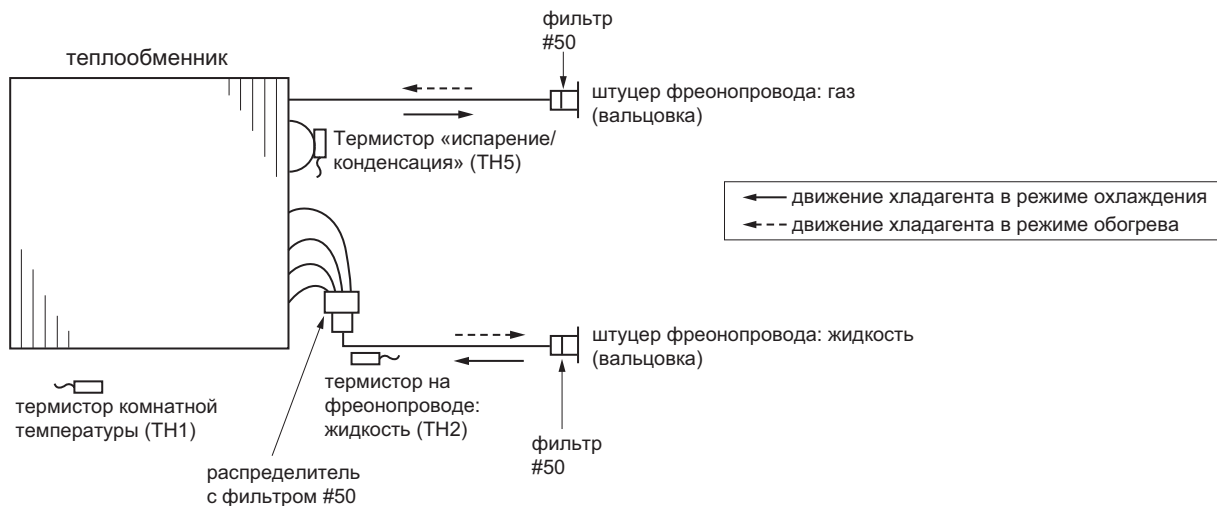 фильтр
#50
теплообменник
штуцер фреонопровода: газ
(вальцовка)
Термистор «испарение/
конденсация» (TH5)
движение хладагента в режиме охлаждения
движение хладагента в режиме обогрева
штуцер фреонопровода: жидкость
(вальцовка)
термистор комнатной
температуры (TH1)
термистор на
фреонопроводе:
жидкость (TH2)
фильтр
#50
распределитель
с фильтром #50